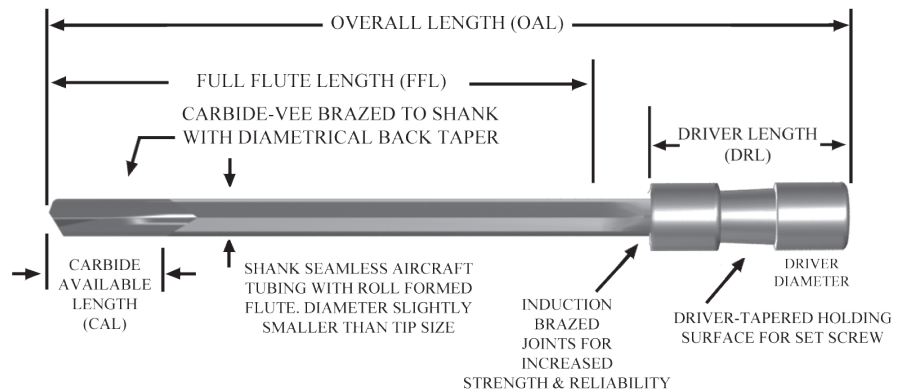 OVERALL LENGTH (OAL)
FULL FLUTE LENGTH (FFL)
CARBIDE-VEE BRAZED TO SHANK
WITH DIAMETRICAL BACK TAPER
DRIVER LENGTH
(DRL)
CARBIDE
AVAILABLE
LENGTH
(CAL)
SHANK SEAMLESS AIRCRAFT
TUBING WITH ROLL FORMED
FLUTE. DIAMETER SLIGHTLY
SMALLER THAN TIP SIZE
INDUCTION
BRAZED
JOINTS FOR
INCREASED
STRENGTH & RELIABILITY
DRIVER
DIAMETER
DRIVER-TAPERED HOLDING
SURFACE FOR SET SCREW